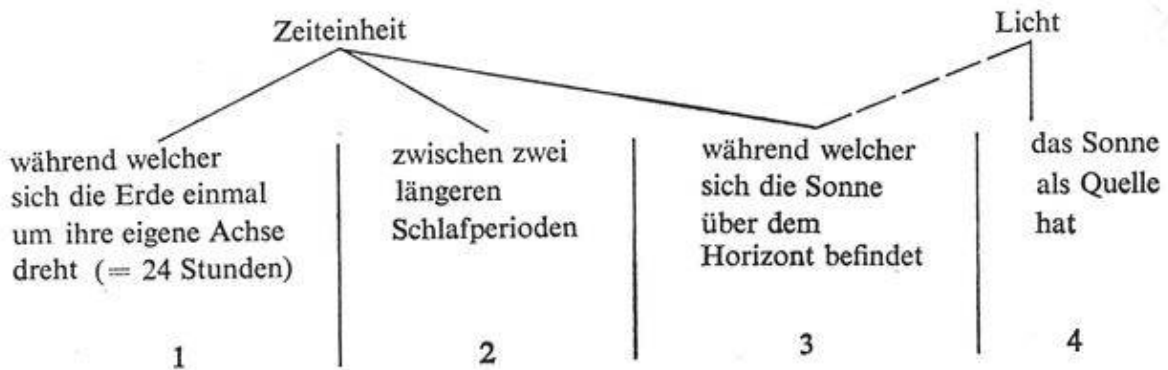 Zeiteinheit
Licht
während welcher
sich die Erde einmal
um ihre eigene Achse
dreht (= 24 Stunden)
1
zwischen zwei
längeren
Schlafperioden
2
während welcher
sich die Sonne
über dem
Horizont befindet
3
das Sonne
als Quelle
hat
4